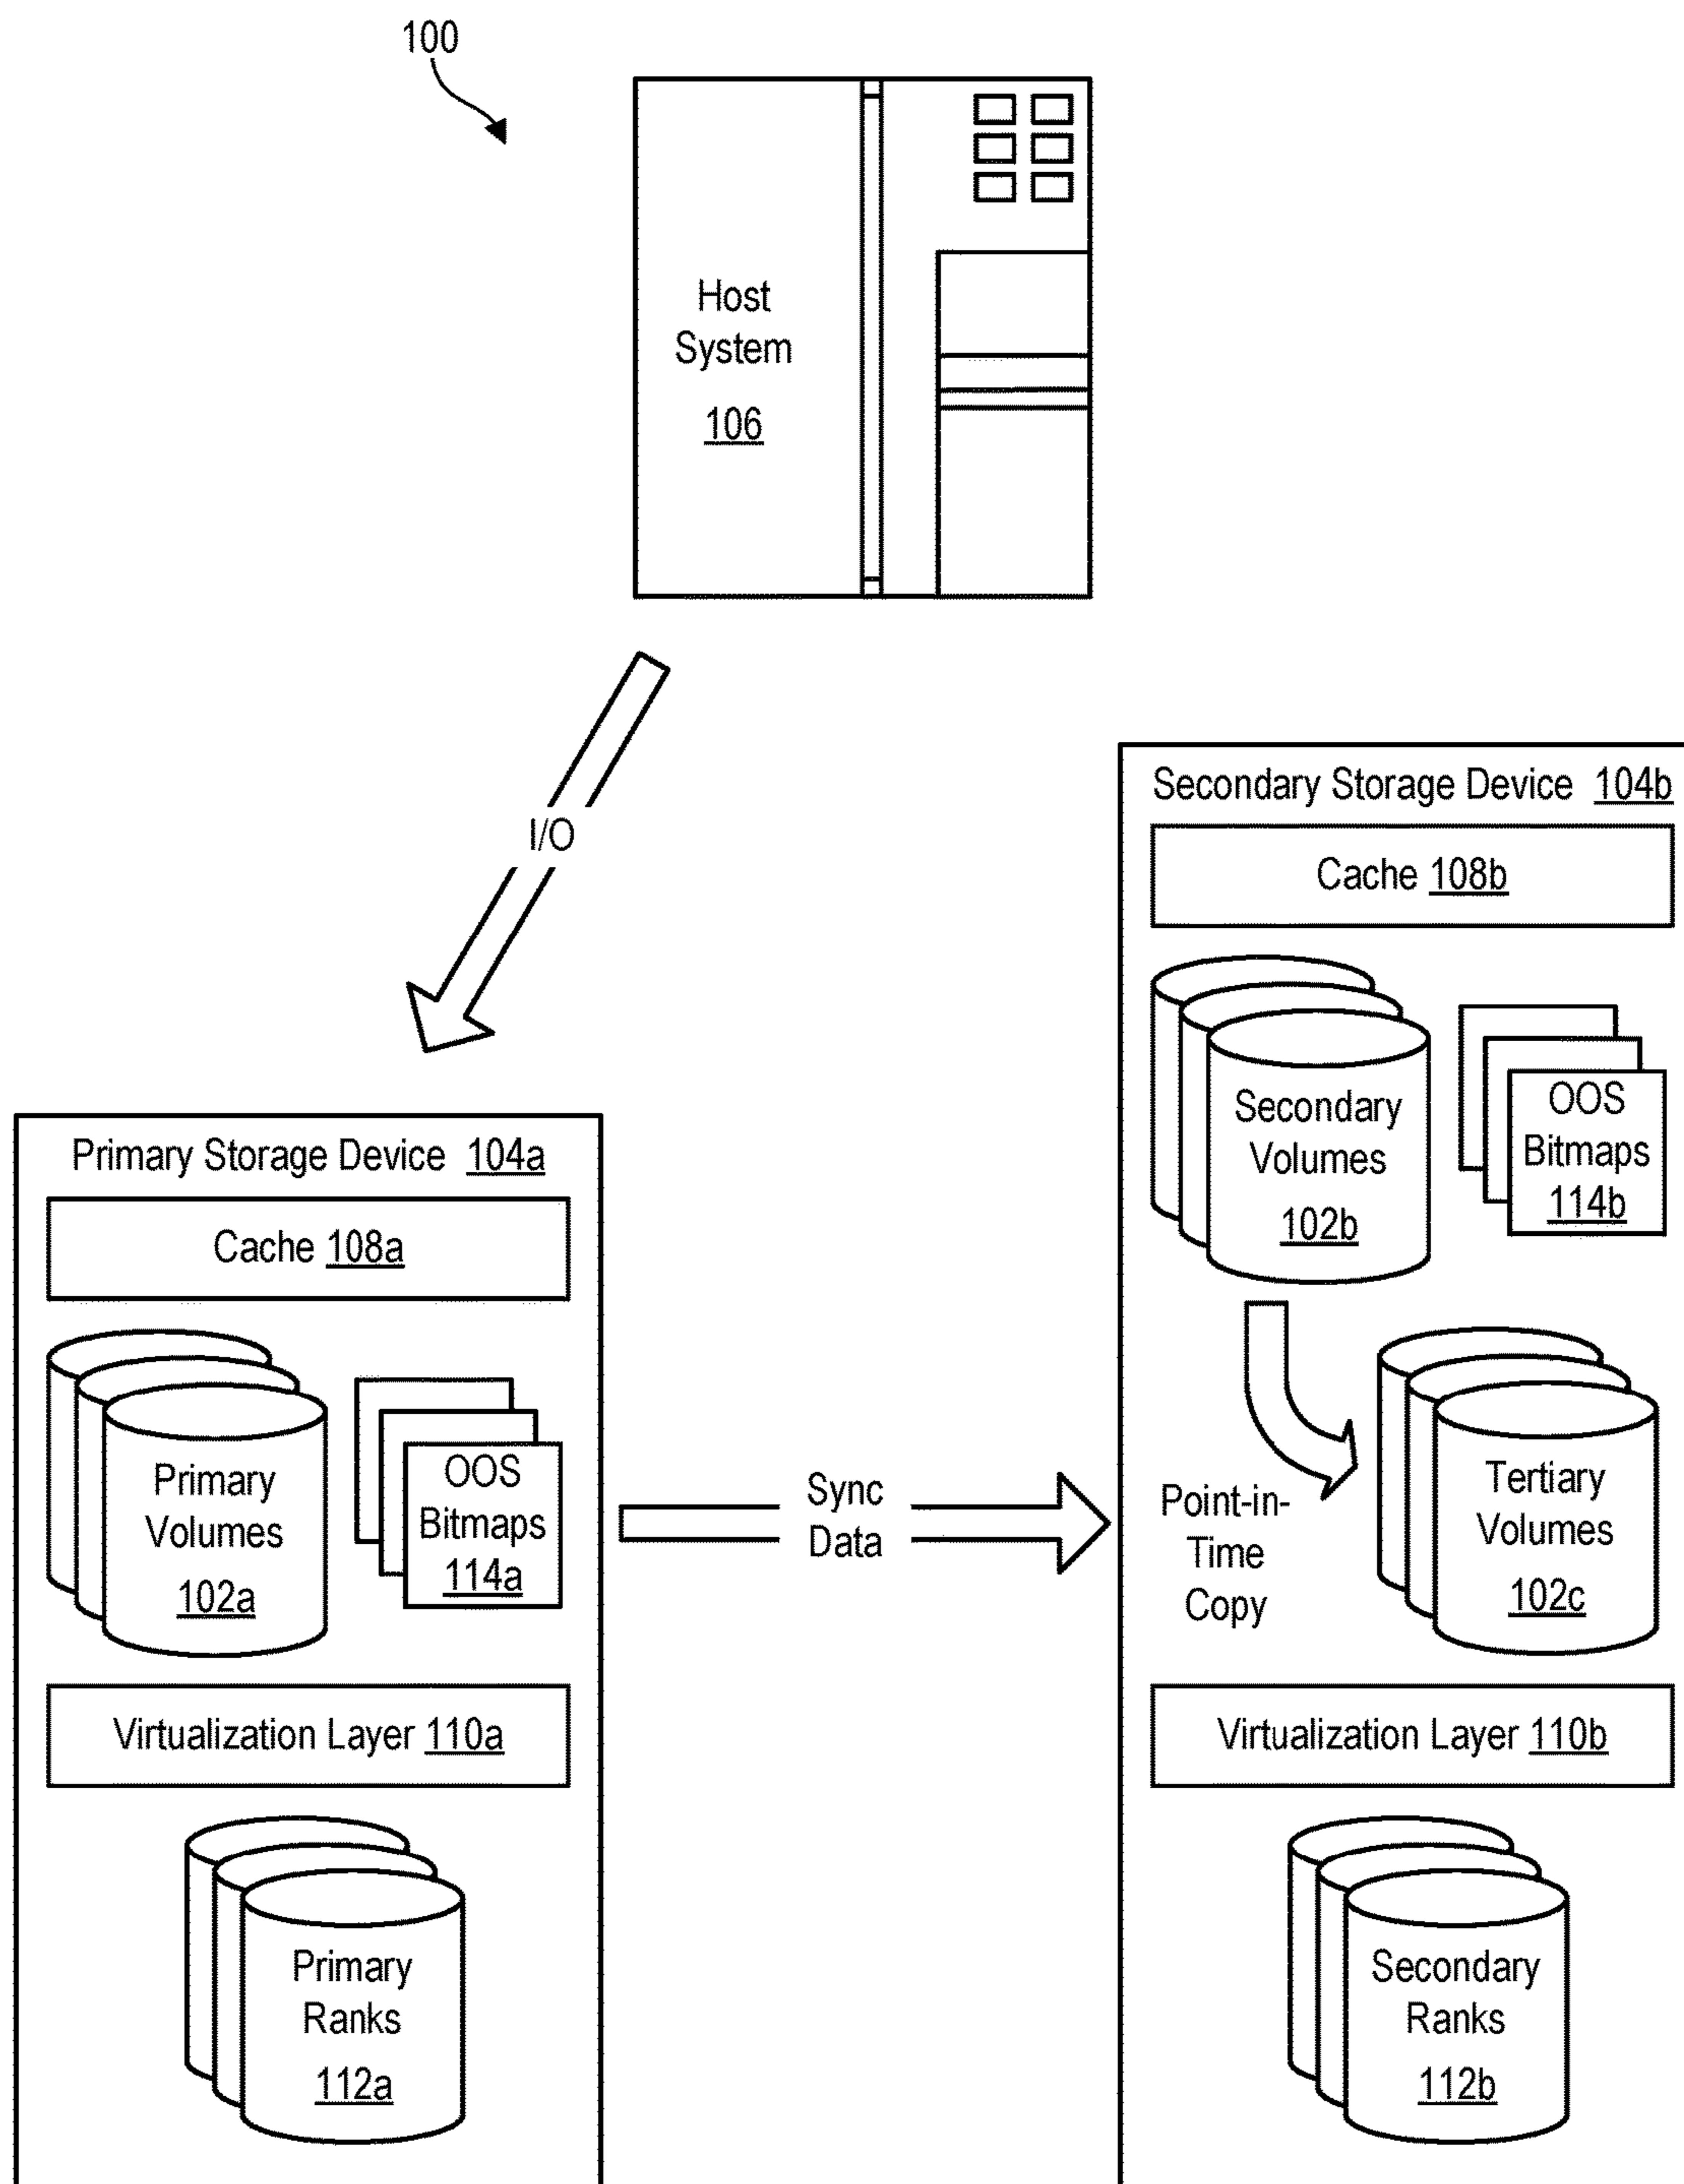 100
Host
System
106
I/O
Primary Storage Device 104a
Cache 108a
Primary
Volumes
102a
OOS
Bitmaps
114a
Virtualization Layer 110a
Primary
Ranks
112a
Sync
Data
Secondary Storage Device 104b
Cache 108b
Secondary
Volumes
102b
OOS
Bitmaps
114b
Point-in-
Time
Copy
Tertiary
Volumes
102c
Virtualization Layer 110b
Secondary
Ranks
112b